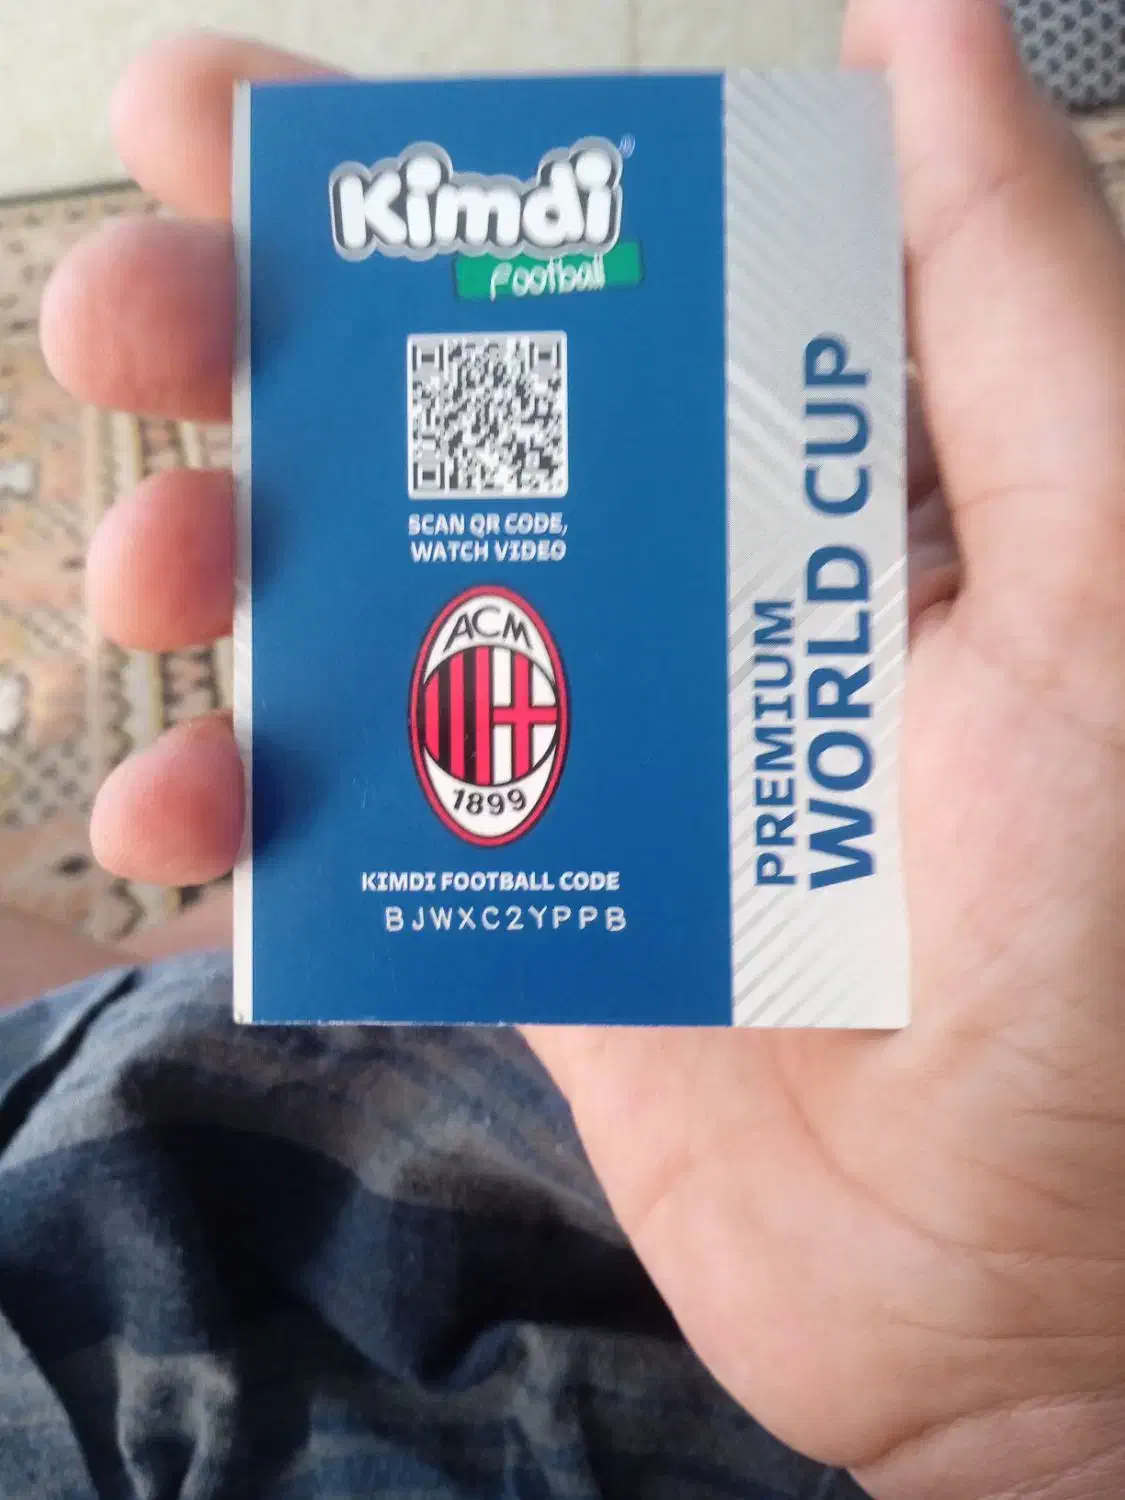 Kimdi®
Football
SCAN QR CODE,
WATCH VIDEO
ACM
1899
KIMDI FOOTBALL CODE
BJWXC2YPPB
PREMIUM
WORLD CUP